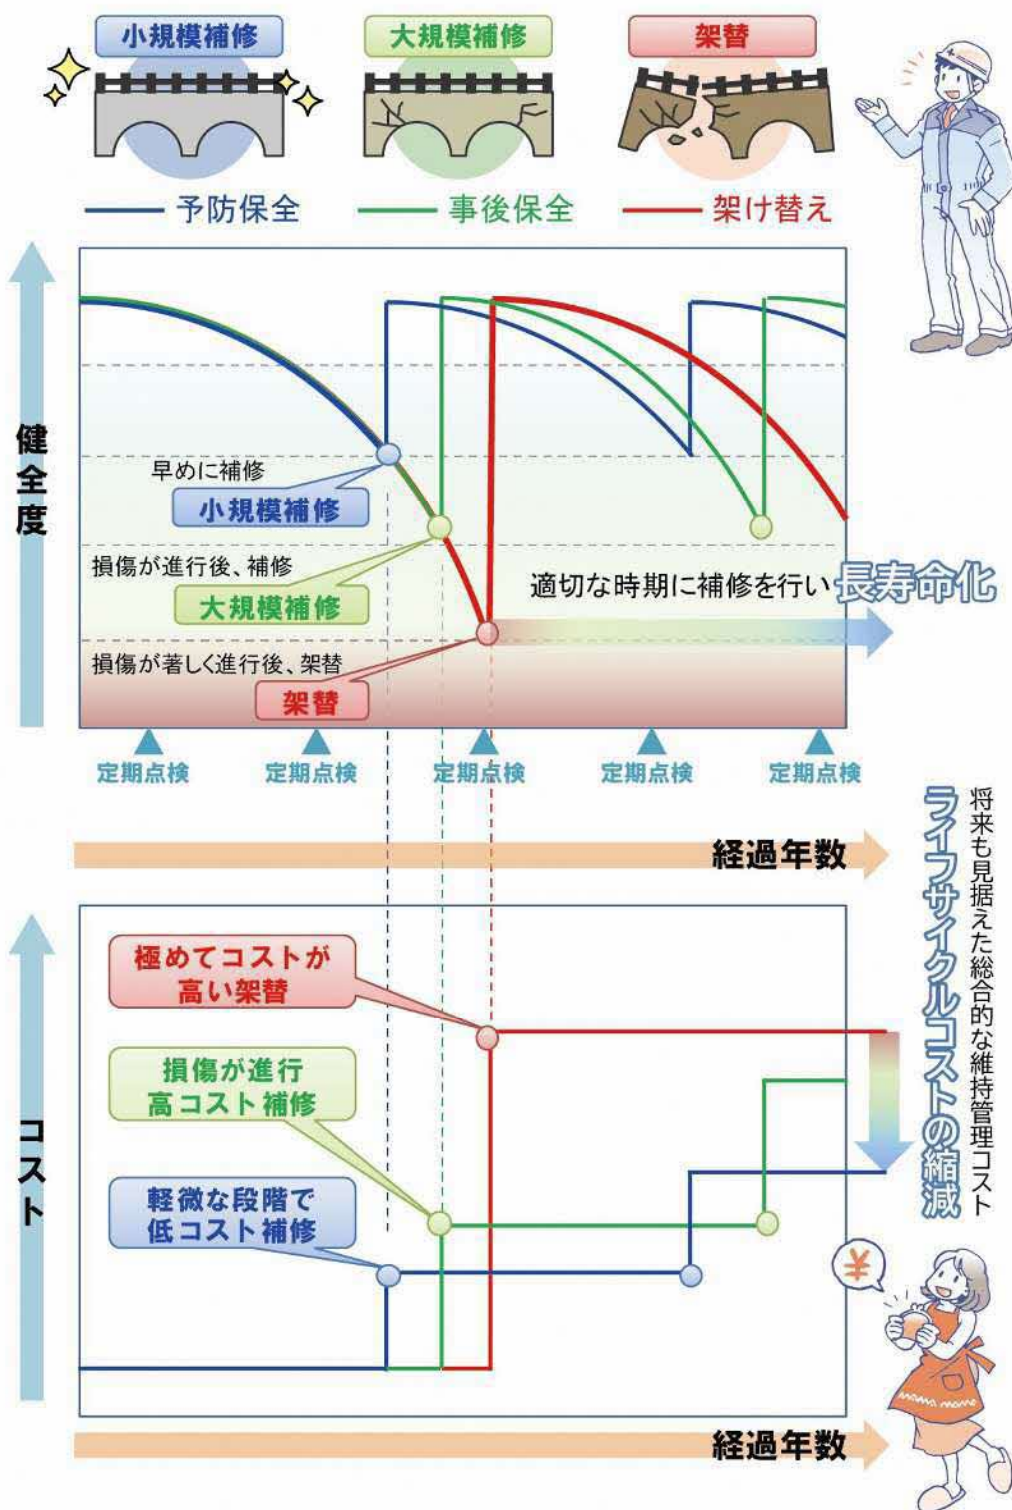 小規模補修
大規模補修
架替
予防保全
事後保全
架け替え
健全度
早めに補修
小規模補修
損傷が進行後、補修
大規模補修
適切な時期に補修を行い 長寿命化
損傷が著しく進行後、架替
架替
定期点検
定期点検
定期点検
定期点検
定期点検
経過年数
将来も見据えた総合的な維持管理コスト
ライフサイクルコストの縮減
コスト
極めてコストが
高い架替
損傷が進行
高コスト補修
軽微な段階で
低コスト補修
¥
経過年数